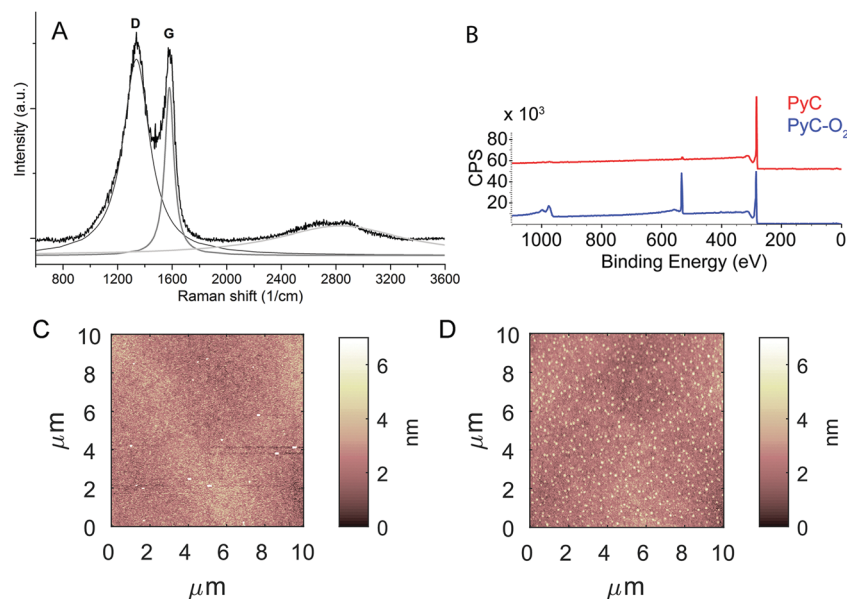 A
D
G
Intensity (a.u.)
800 1200 1600 2000 2400 2800 3200 3600
Raman shift (1/cm)
B
x 10³
PyC
PyC-O₂
CPS
80
60
40
20
1000 800 600 400 200 0
Binding Energy (eV)
C
10
8
6
4
2
0
μm
0 2 4 6 8 10
μm
6
4
2
0
nm
D
10
8
6
4
2
0
μm
0 2 4 6 8 10
μm
6
4
2
0
nm